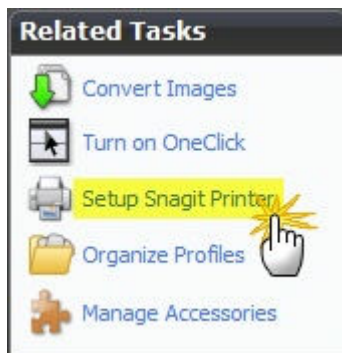 Related Tasks
Convert Images
Turn on OneClick
Setup Snagit Printer
Organize Profiles
Manage Accessories